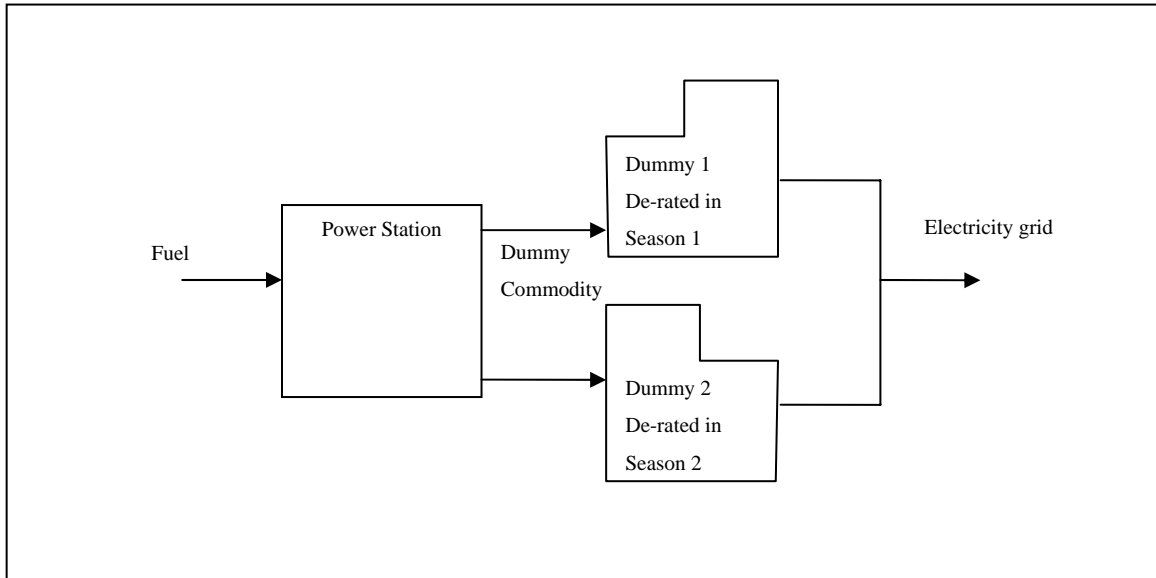 Fuel
Power Station
Dummy
Commodity
Dummy 1
De-rated in
Season 1
Dummy 2
De-rated in
Season 2
Electricity grid